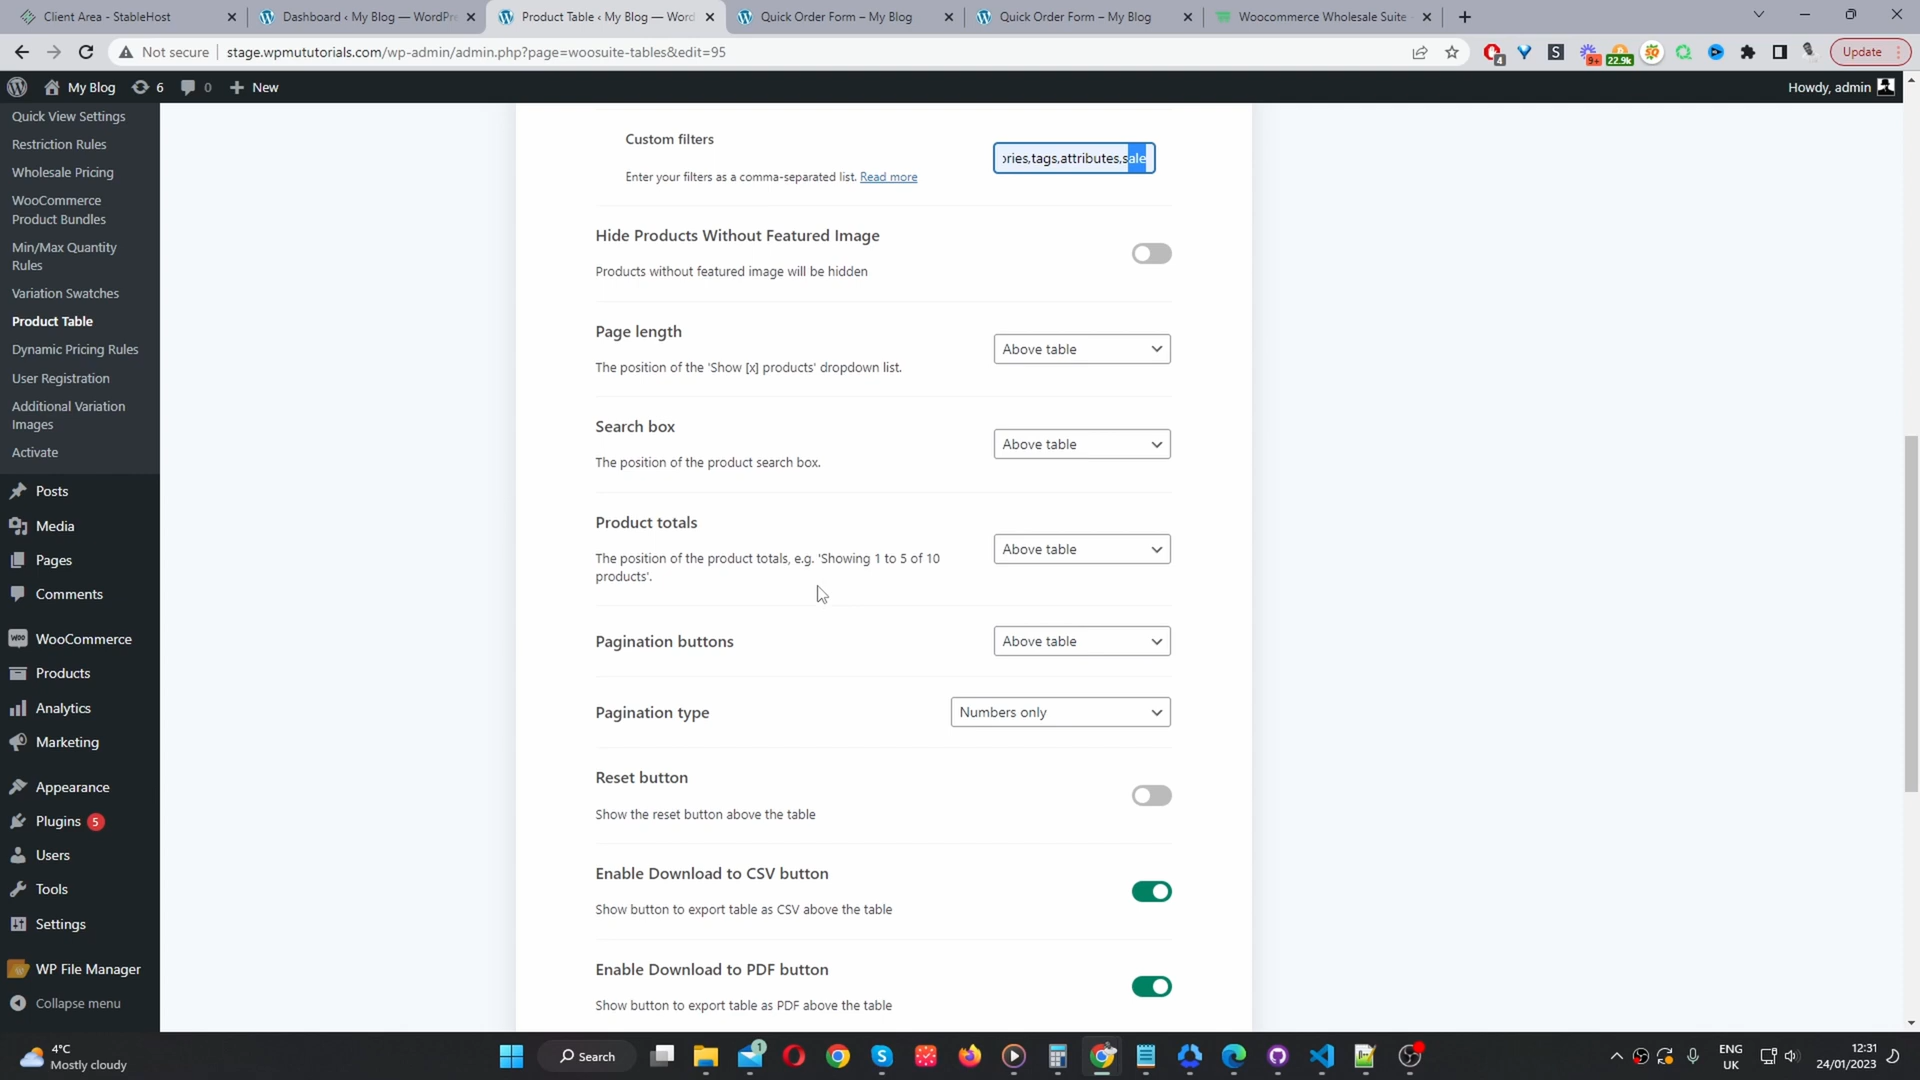 Client Area - StableHost
Dashboard ‹ My Blog — WordPre
Product Table ‹ My Blog — Word
Quick Order Form – My Blog
Quick Order Form – My Blog
Woocommerce Wholesale Suite
Not secure
stage.wpmututorials.com/wp-admin/admin.php?page=woosuite-tables&edit=95
4
9+
22.9k
Update
My Blog
6
0
New
Howdy, admin
Quick View Settings
Restriction Rules
Wholesale Pricing
WooCommerce
Product Bundles
Min/Max Quantity
Rules
Variation Swatches
Product Table
Dynamic Pricing Rules
User Registration
Additional Variation
Images
Activate
Posts
Media
Pages
Comments
WooCommerce
Products
Analytics
Marketing
Appearance
Plugins 5
Users
Tools
Settings
WP File Manager
Collapse menu
Custom filters
ories,tags,attributes,sale
Enter your filters as a comma-separated list. Read more
Hide Products Without Featured Image
Products without featured image will be hidden
Page length
Above table
The position of the 'Show [x] products' dropdown list.
Search box
Above table
The position of the product search box.
Product totals
Above table
The position of the product totals, e.g. 'Showing 1 to 5 of 10
products'.
Pagination buttons
Above table
Pagination type
Numbers only
Reset button
Show the reset button above the table
Enable Download to CSV button
Show button to export table as CSV above the table
Enable Download to PDF button
Show button to export table as PDF above the table
4°C
Mostly cloudy
Search
1
ENG
UK
12:31
24/01/2023